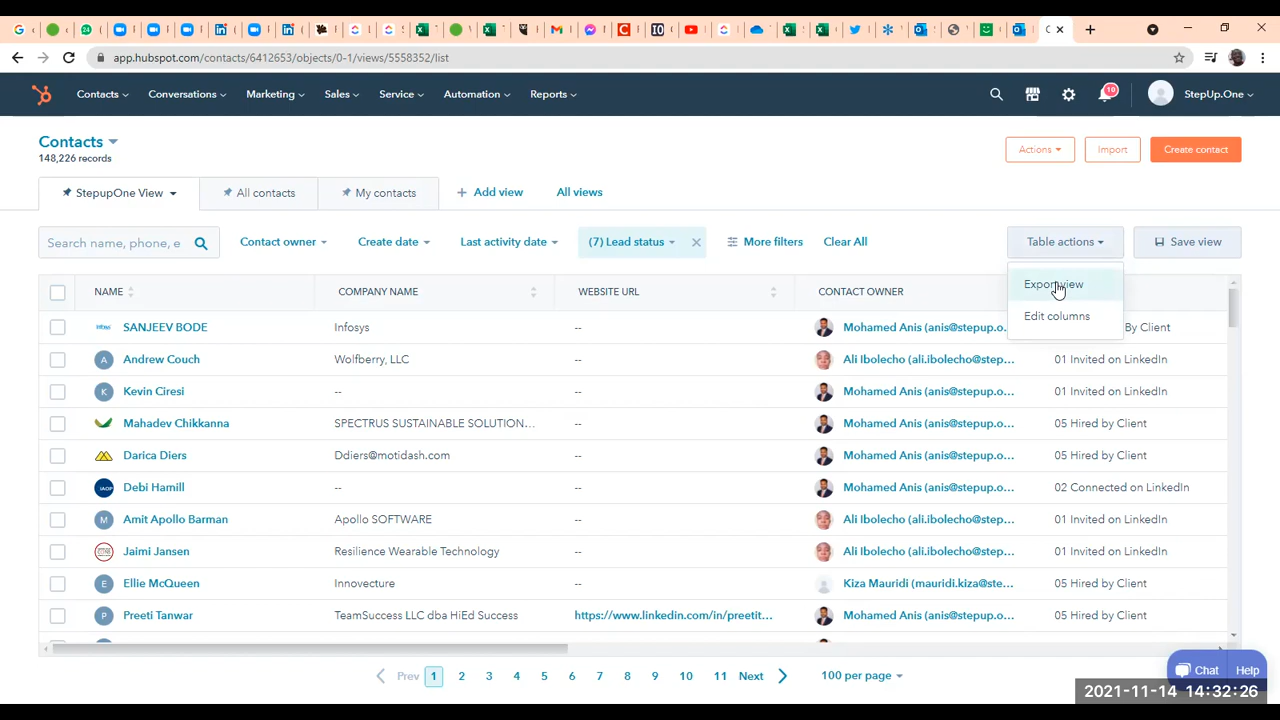 24
C
IO
C
app.hubspot.com/contacts/6412653/objects/0-1/views/5558352/list
Contacts Conversations Marketing Sales Service Automation Reports 10 StepUp.One
Contacts
148,226 records
Actions Import Create contact
StepupOne View All contacts My contacts + Add view All views
Search name, phone, e Contact owner Create date Last activity date (7) Lead status More filters Clear All Table actions Save view
Export view
Edit columns
NAME COMPANY NAME WEBSITE URL CONTACT OWNER
SANJEEV BODE Infosys -- Mohamed Anis (anis@stepup.o... By Client
A Andrew Couch Wolfberry, LLC -- Ali Ibolecho (ali.ibolecho@step... 01 Invited on LinkedIn
K Kevin Ciresi -- -- Mohamed Anis (anis@stepup.o... 01 Invited on LinkedIn
Mahadev Chikkanna SPECTRUS SUSTAINABLE SOLUTION... -- Mohamed Anis (anis@stepup.o... 05 Hired by Client
Darica Diers Ddiers@motidash.com -- Mohamed Anis (anis@stepup.o... 05 Hired by Client
IAOP Debi Hamill -- -- Mohamed Anis (anis@stepup.o... 02 Connected on LinkedIn
A Amit Apollo Barman Apollo SOFTWARE -- Ali Ibolecho (ali.ibolecho@step... 01 Invited on LinkedIn
Jaimi Jansen Resilience Wearable Technology -- Ali Ibolecho (ali.ibolecho@step... 01 Invited on LinkedIn
E Ellie McQueen Innovecture -- Kiza Mauridi (mauridi.kiza@ste... 05 Hired by Client
P Preeti Tanwar TeamSuccess LLC dba HiEd Success https://www.linkedin.com/in/preetit... Mohamed Anis (anis@stepup.o... 05 Hired by Client
Prev 1 2 3 4 5 6 7 8 9 10 11 Next 100 per page
Chat Help
2021-11-14 14:32:26